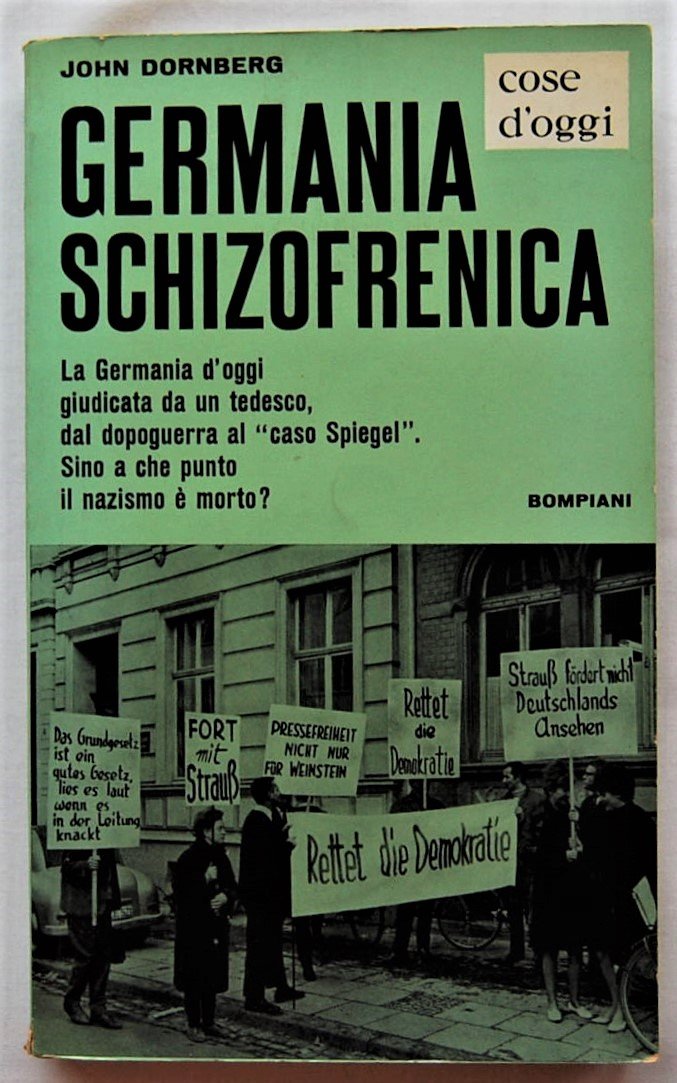 JOHN DORNBERG
cose
d'oggi
GERMANIA
SCHIZOFRENICA
La Germania d'oggi
giudicata da un tedesco,
dal dopoguerra al "caso Spiegel".
Sino a che punto
il nazismo è morto?
BOMPIANI
Das Grundgesetz
ist ein
gutes Gesetz,
lies es laut
wenn es
in der Leitung
knackt
FORT
mit
Strauß
PRESSEFREIHEIT
NICHT NUR
FÜR WEINSTEIN
Rettet
die
Demokratie
Strauß fördert nicht
Deutschlands
Ansehen
Rettet die Demokratie